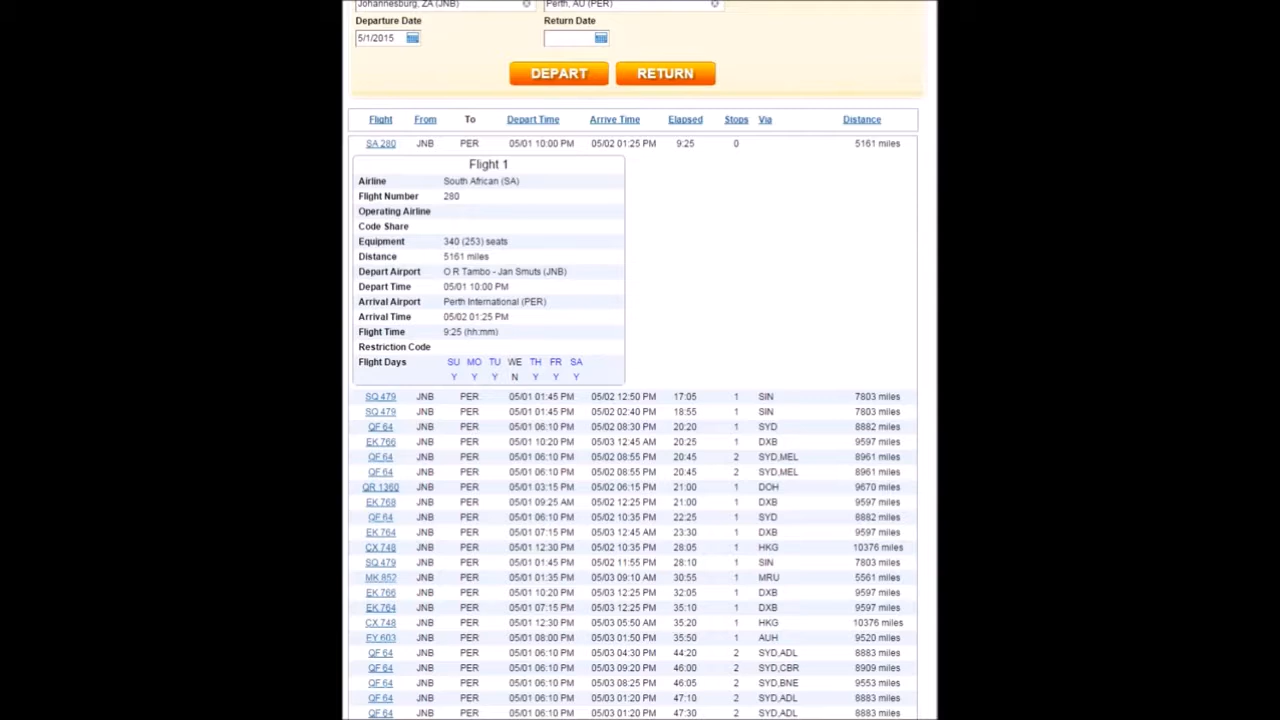 Johannesburg, ZA (JNB) Perth, AU (PER)
Departure Date Return Date
5/1/2015
DEPART RETURN
Flight From To Depart Time Arrive Time Elapsed Stops Via Distance
SA 280 JNB PER 05/01 10:00 PM 05/02 01:25 PM 9:25 0 5161 miles
Flight 1
Airline South African (SA)
Flight Number 280
Operating Airline
Code Share
Equipment 340 (253) seats
Distance 5161 miles
Depart Airport O R Tambo - Jan Smuts (JNB)
Depart Time 05/01 10:00 PM
Arrival Airport Perth International (PER)
Arrival Time 05/02 01:25 PM
Flight Time 9:25 (hh:mm)
Restriction Code
Flight Days SU MO TU WE TH FR SA
Y Y Y N Y Y Y
SQ 479 JNB PER 05/01 01:45 PM 05/02 12:50 PM 17:05 1 SIN 7803 miles
SQ 479 JNB PER 05/01 01:45 PM 05/02 02:40 PM 18:55 1 SIN 7803 miles
QF 64 JNB PER 05/01 06:10 PM 05/02 08:30 PM 20:20 1 SYD 8882 miles
EK 766 JNB PER 05/01 10:20 PM 05/03 12:45 AM 20:25 1 DXB 9597 miles
QF 64 JNB PER 05/01 06:10 PM 05/02 08:55 PM 20:45 2 SYD,MEL 8961 miles
QF 64 JNB PER 05/01 06:10 PM 05/02 08:55 PM 20:45 2 SYD,MEL 8961 miles
QR 1360 JNB PER 05/01 03:15 PM 05/02 06:15 PM 21:00 1 DOH 9670 miles
EK 768 JNB PER 05/01 09:25 AM 05/02 12:25 PM 21:00 1 DXB 9597 miles
QF 64 JNB PER 05/01 06:10 PM 05/02 10:35 PM 22:25 1 SYD 8882 miles
EK 764 JNB PER 05/01 07:15 PM 05/03 12:45 AM 23:30 1 DXB 9597 miles
CX 748 JNB PER 05/01 12:30 PM 05/02 10:35 PM 28:05 1 HKG 10376 miles
SQ 479 JNB PER 05/01 01:45 PM 05/02 11:55 PM 28:10 1 SIN 7803 miles
MK 852 JNB PER 05/01 01:35 PM 05/03 09:10 AM 30:55 1 MRU 5561 miles
EK 766 JNB PER 05/01 10:20 PM 05/03 12:25 PM 32:05 1 DXB 9597 miles
EK 764 JNB PER 05/01 07:15 PM 05/03 12:25 PM 35:10 1 DXB 9597 miles
CX 748 JNB PER 05/01 12:30 PM 05/03 05:50 AM 35:20 1 HKG 10376 miles
EY 603 JNB PER 05/01 08:00 PM 05/03 01:50 PM 35:50 1 AUH 9520 miles
QF 64 JNB PER 05/01 06:10 PM 05/03 04:30 PM 44:20 2 SYD,ADL 8883 miles
QF 64 JNB PER 05/01 06:10 PM 05/03 09:20 PM 46:00 2 SYD,CBR 8909 miles
QF 64 JNB PER 05/01 06:10 PM 05/03 08:25 PM 46:05 2 SYD,BNE 9553 miles
QF 64 JNB PER 05/01 06:10 PM 05/03 01:20 PM 47:10 2 SYD,ADL 8883 miles
QF 64 JNB PER 05/01 06:10 PM 05/03 01:20 PM 47:30 2 SYD,ADL 8883 miles